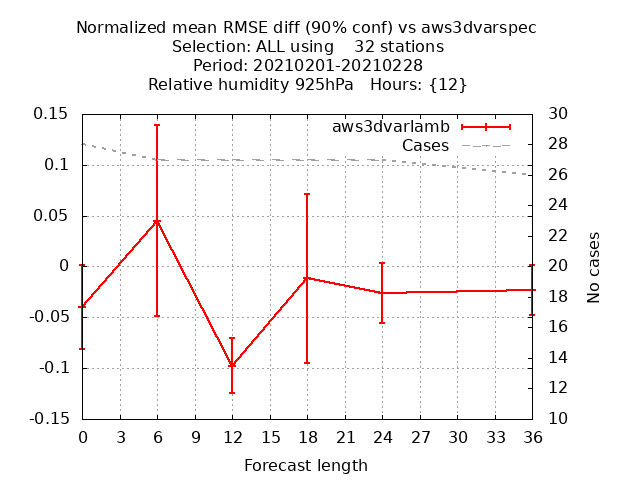 Normalized mean RMSE diff (90% conf) vs aws3dvarspec
Selection: ALL using    32 stations
Period: 20210201-20210228
Relative humidity 925hPa   Hours: {12}
0.15
0.1
0.05
0
-0.05
-0.1
-0.15
aws3dvarlamb
Cases
30
28
26
24
22
20
18
16
14
12
10
No cases
0 3 6 9 12 15 18 21 24 27 30 33 36
Forecast length